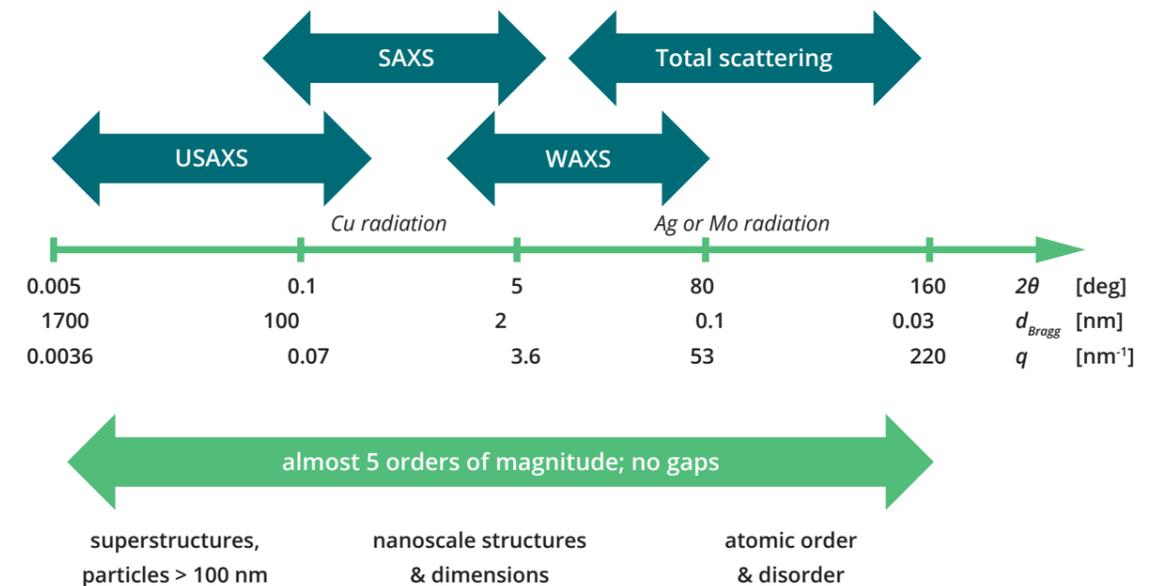 SAXS
Total scattering
USAXS
WAXS
Cu radiation
Ag or Mo radiation
0.005 0.1 5 80 160 2θ [deg]
1700 100 2 0.1 0.03 d_Bragg [nm]
0.0036 0.07 3.6 53 220 q [nm⁻¹]
almost 5 orders of magnitude; no gaps
superstructures, nanoscale structures atomic order
particles > 100 nm & dimensions & disorder